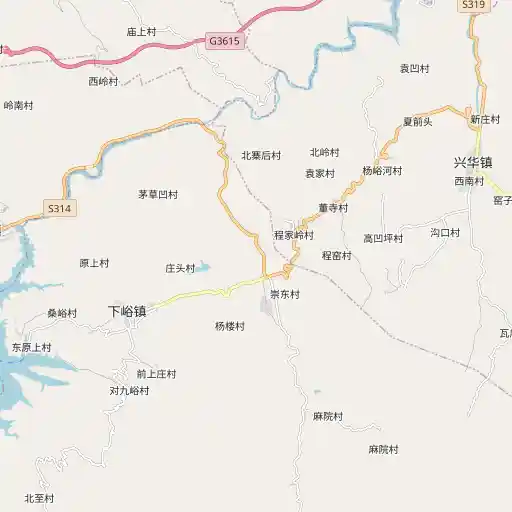 S319
庙上村
G3615
村
袁凹村
西岭村
岭南村
夏前头
新庄村
北寨后村
北岭村
兴华镇
袁家村
杨峪河村
西南村
茅草凹村
窑子
S314
董寺村
程家岭村
高凹坪村
沟口村
程窑村
原上村
庄头村
崇东村
桑峪村
下峪镇
杨楼村
瓦
东原上村
前上庄村
对九峪村
麻院村
麻院村
北至村